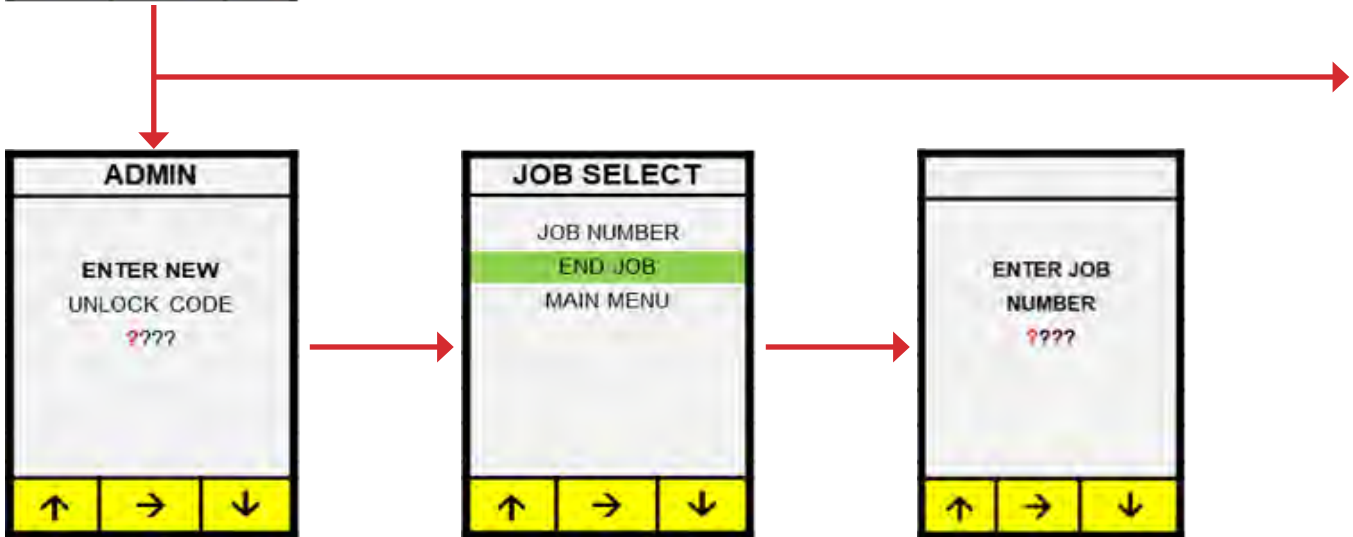 ADMIN
ENTER NEW
UNLOCK CODE
????
↑ → ↓
JOB SELECT
JOB NUMBER
END JOB
MAIN MENU
↑ → ↓
ENTER JOB
NUMBER
????
↑ → ↓